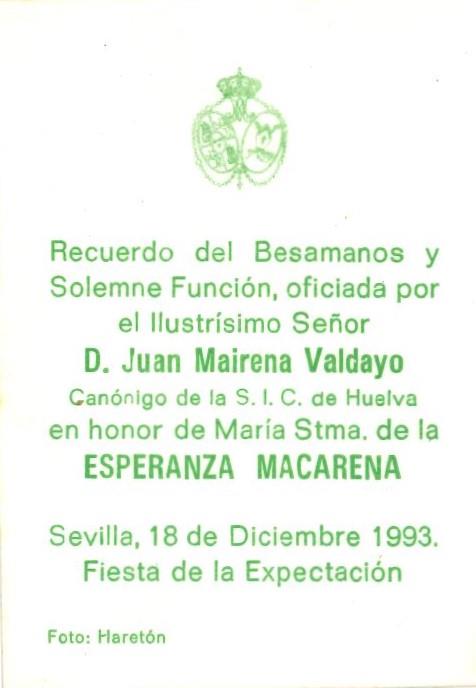 Recuerdo del Besamanos y
Solemne Función, oficiada por
el Ilustrísimo Señor
D. Juan Mairena Valdayo
Canónigo de la S. I. C. de Huelva
en honor de María Stma. de la
ESPERANZA MACARENA
Sevilla, 18 de Diciembre 1993.
Fiesta de la Expectación
Foto: Haretón